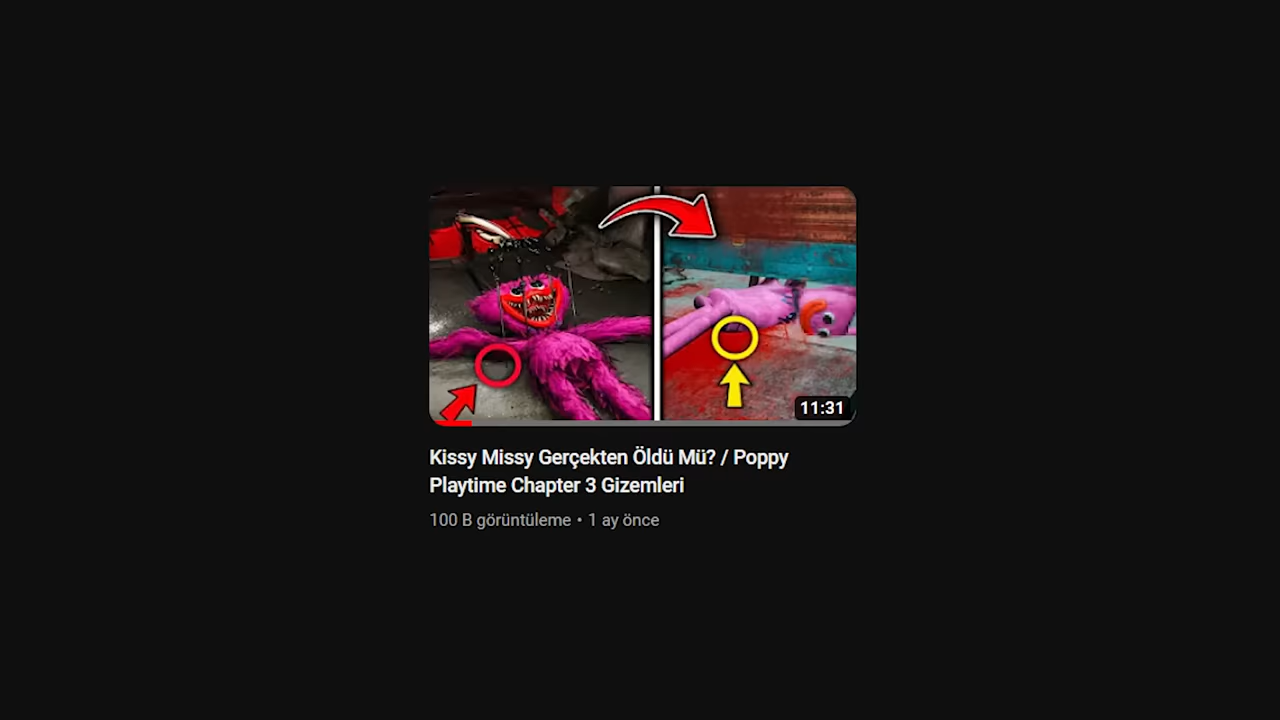 11:31
Kissy Missy Gerçekten Öldü Mü? / Poppy
Playtime Chapter 3 Gizemleri
100 B görüntüleme • 1 ay önce